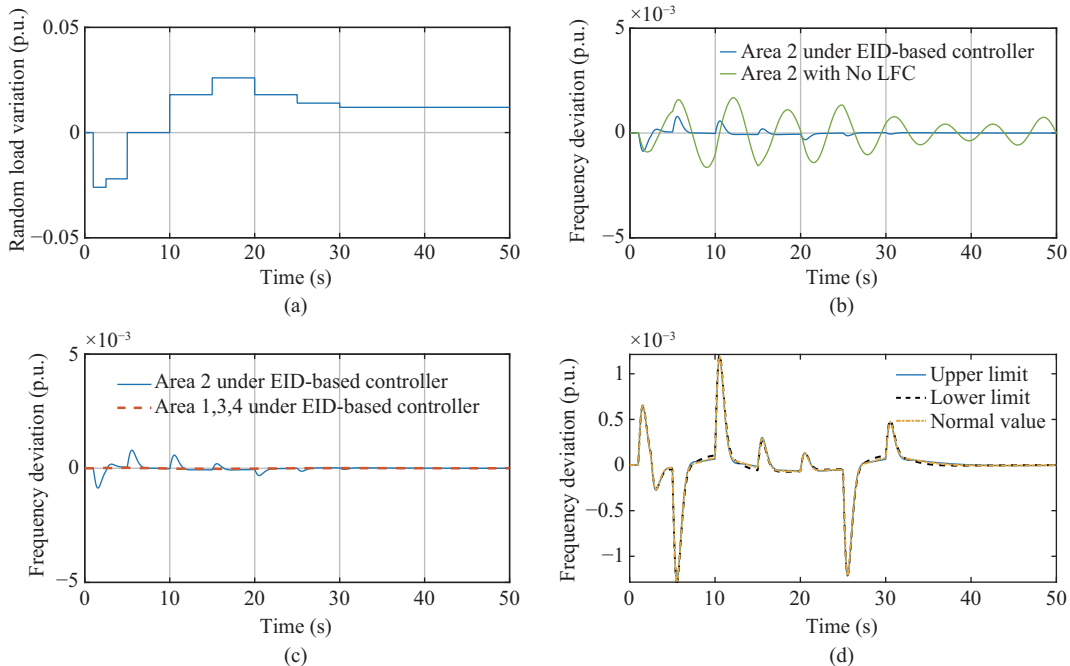 Random load variation (p.u.)
0.05
0
−0.05
0
10
20
30
40
50
Time (s)
(a)
Frequency deviation (p.u.)
×10⁻³
5
0
−5
Area 2 under EID-based controller
Area 2 with No LFC
0
10
20
30
40
50
Time (s)
(b)
Frequency deviation (p.u.)
×10⁻³
5
0
−5
Area 2 under EID-based controller
Area 1,3,4 under EID-based controller
0
10
20
30
40
50
Time (s)
(c)
Frequency deviation (p.u.)
×10⁻³
1
0.5
0
−0.5
−1
Upper limit
Lower limit
Normal value
0
10
20
30
40
50
Time (s)
(d)